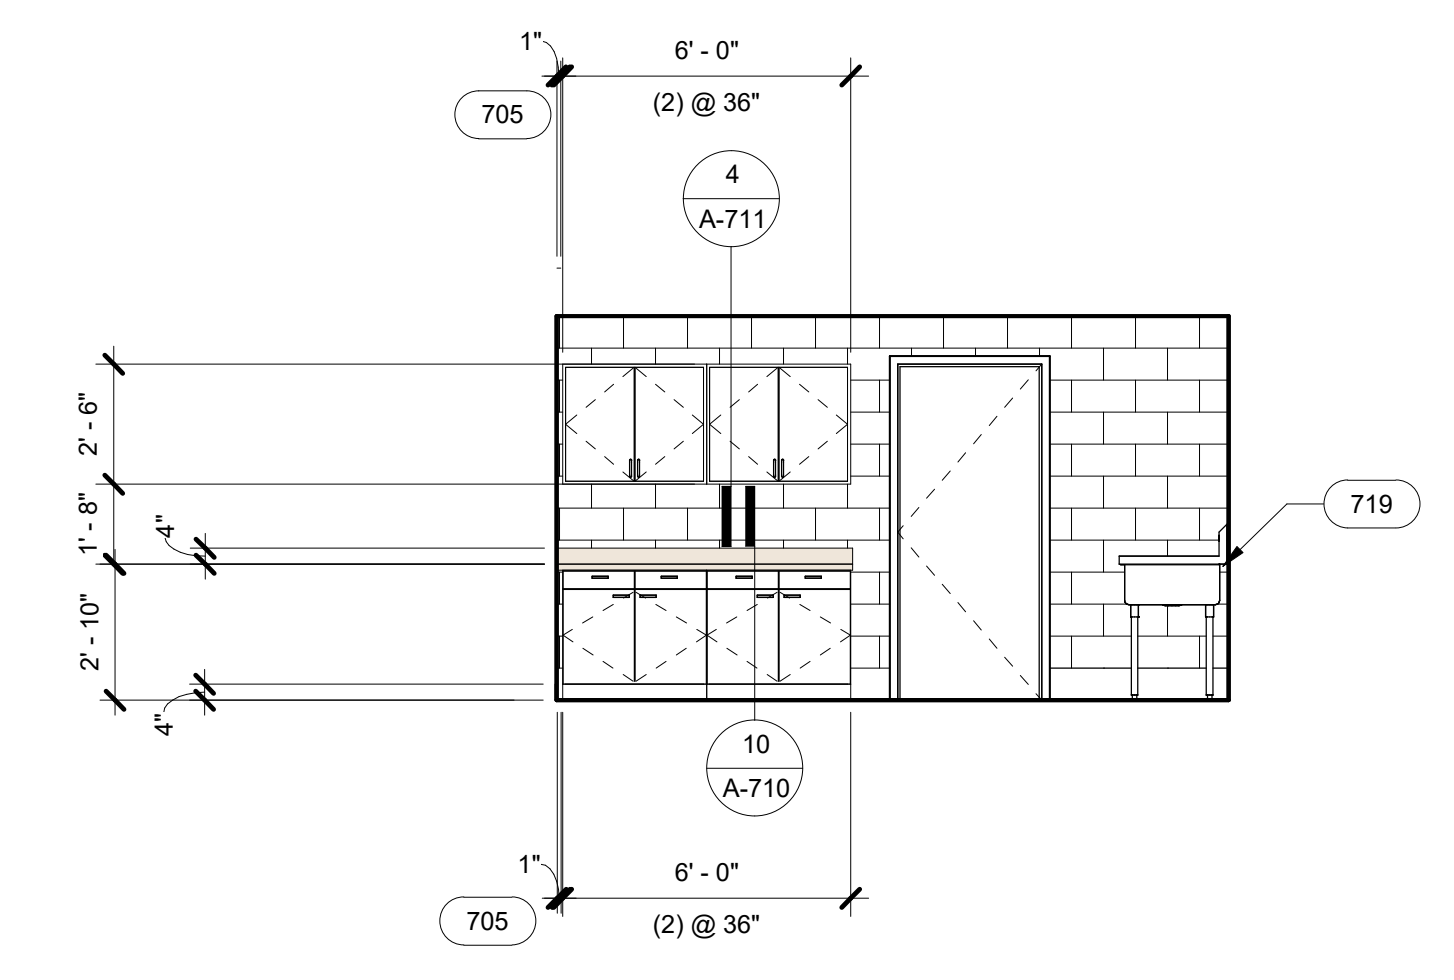 1"
6' - 0"
705
(2) @ 36"
4
A-711
2' - 6"
1' - 8"
4"
719
2' - 10"
4"
10
A-710
1"
6' - 0"
705
(2) @ 36"